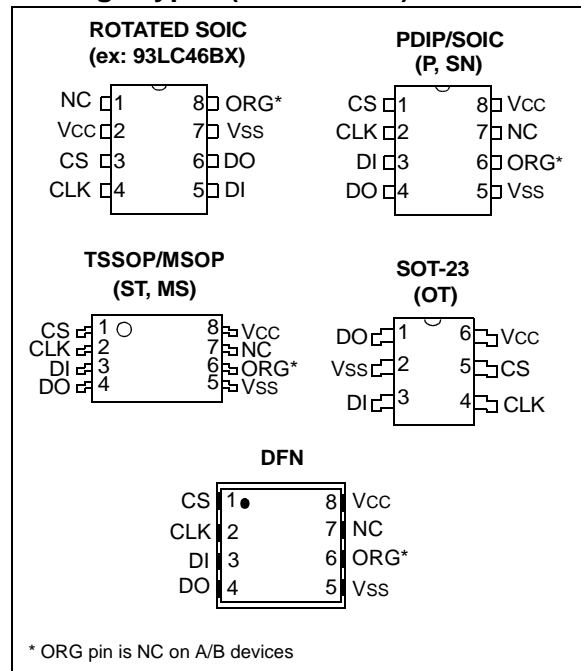 ROTATED SOIC
(ex: 93LC46BX)
NC 1 8 ORG*
VCC 2 7 VSS
CS 3 6 DO
CLK 4 5 DI
PDIP/SOIC
(P, SN)
CS 1 8 VCC
CLK 2 7 NC
DI 3 6 ORG*
DO 4 5 VSS
TSSOP/MSOP
(ST, MS)
CS 1 8 VCC
CLK 2 7 NC
DI 3 6 ORG*
DO 4 5 VSS
SOT-23
(OT)
DO 1 6 VCC
VSS 2 5 CS
DI 3 4 CLK
DFN
CS 1 8 VCC
CLK 2 7 NC
DI 3 6 ORG*
DO 4 5 VSS
* ORG pin is NC on A/B devices